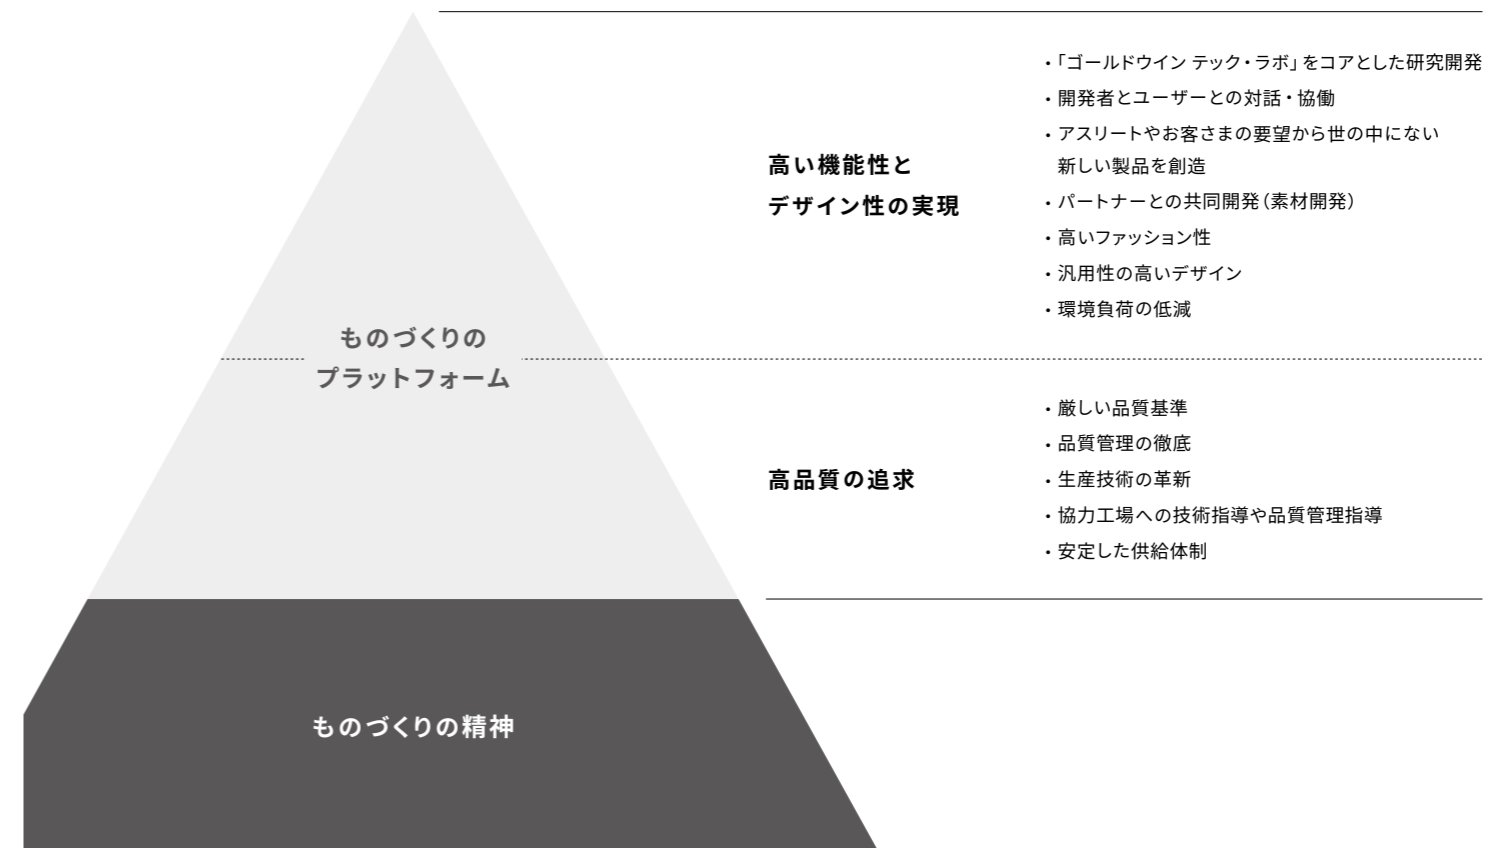 ものづくりの
プラットフォーム
ものづくりの精神
高い機能性と
デザイン性の実現
・「ゴールドウイン テック・ラボ」をコアとした研究開発
・開発者とユーザーとの対話・協働
・アスリートやお客さまの要望から世の中にない
新しい製品を創造
・パートナーとの共同開発（素材開発）
・高いファッション性
・汎用性の高いデザイン
・環境負荷の低減
高品質の追求
・厳しい品質基準
・品質管理の徹底
・生産技術の革新
・協力工場への技術指導や品質管理指導
・安定した供給体制